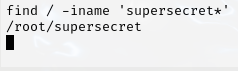 find / -iname 'supersecret*'
/root/supersecret